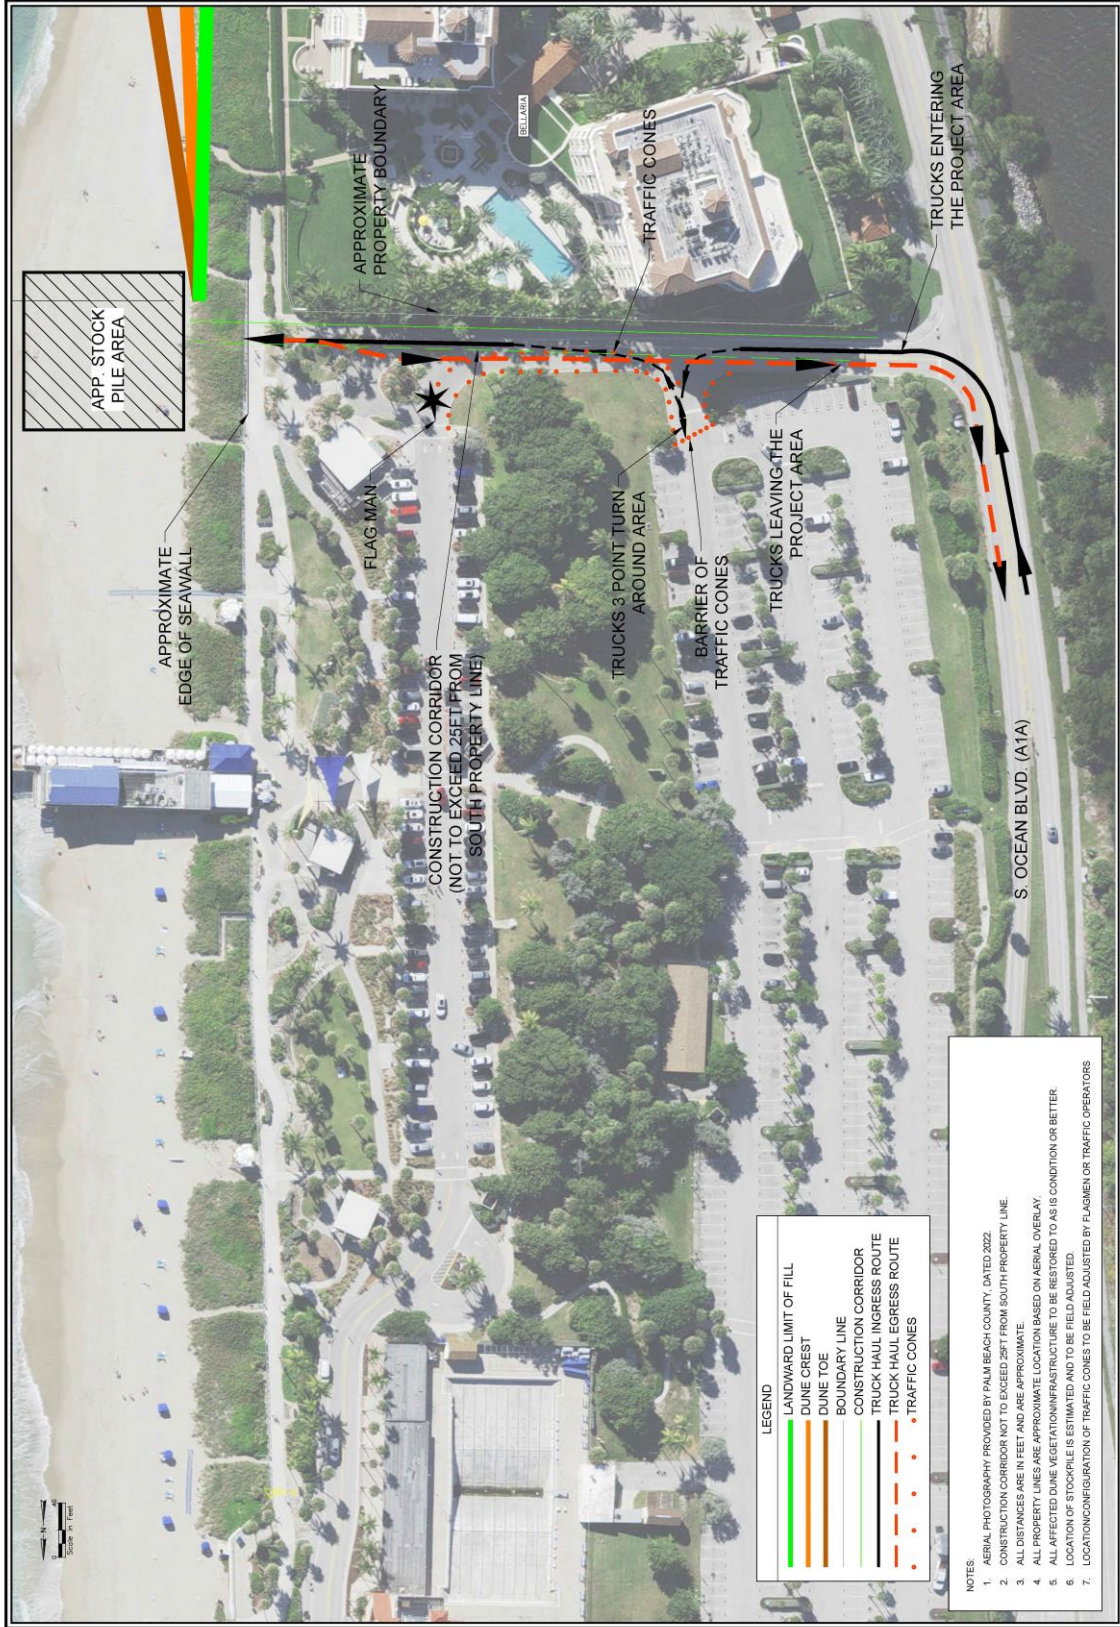 APP. STOCK
PILE AREA
APPROXIMATE
EDGE OF SEAWALL
FLAG MAN
CONSTRUCTION CORRIDOR
(NOT TO EXCEED 25FT FROM
SOUTH PROPERTY LINE)
APPROXIMATE
PROPERTY BOUNDARY
BELLARIA
TRAFFIC CONES
TRUCKS ENTERING
THE PROJECT AREA
TRUCKS 3 POINT TURN
AROUND AREA
BARRIER OF
TRAFFIC CONES
TRUCKS LEAVING THE
PROJECT AREA
S. OCEAN BLVD. (A1A)
N
0 40
Scale in Feet
LEGEND
LANDWARD LIMIT OF FILL
DUNE CREST
DUNE TOE
BOUNDARY LINE
CONSTRUCTION CORRIDOR
TRUCK HAUL INGRESS ROUTE
TRUCK HAUL EGRESS ROUTE
TRAFFIC CONES
NOTES:
1. AERIAL PHOTOGRAPHY PROVIDED BY PALM BEACH COUNTY, DATED 2022.
2. CONSTRUCTION CORRIDOR NOT TO EXCEED 25FT FROM SOUTH PROPERTY LINE.
3. ALL DISTANCES ARE IN FEET AND ARE APPROXIMATE.
4. ALL PROPERTY LINES ARE APPROXIMATE LOCATION BASED ON AERIAL OVERLAY.
5. ALL AFFECTED DUNE VEGETATION/INFRASTRUCTURE TO BE RESTORED TO AS IS CONDITION OR BETTER.
6. LOCATION OF STOCKPILE IS ESTIMATED AND TO BE FIELD ADJUSTED.
7. LOCATION/CONFIGURATION OF TRAFFIC CONES TO BE FIELD ADJUSTED BY FLAGMEN OR TRAFFIC OPERATORS